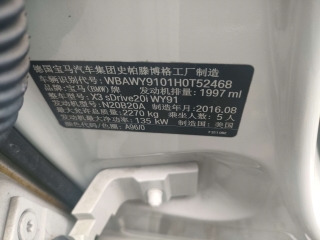 德国宝马汽车集团史帕滕博格工厂制造
车辆识别代号: WBAWY9101H0T52468
品牌: 宝马(BMW)牌 发动机排量: 1997 ml
型号: X3 sDrive20i WY91
发动机型号: N20B20A 制造年月: 2016.08
最大允许总质量: 2270 kg 乘坐人数: 5 人
发动机最大净功率: 135 kW 制造国: 美国
色标: A96/0